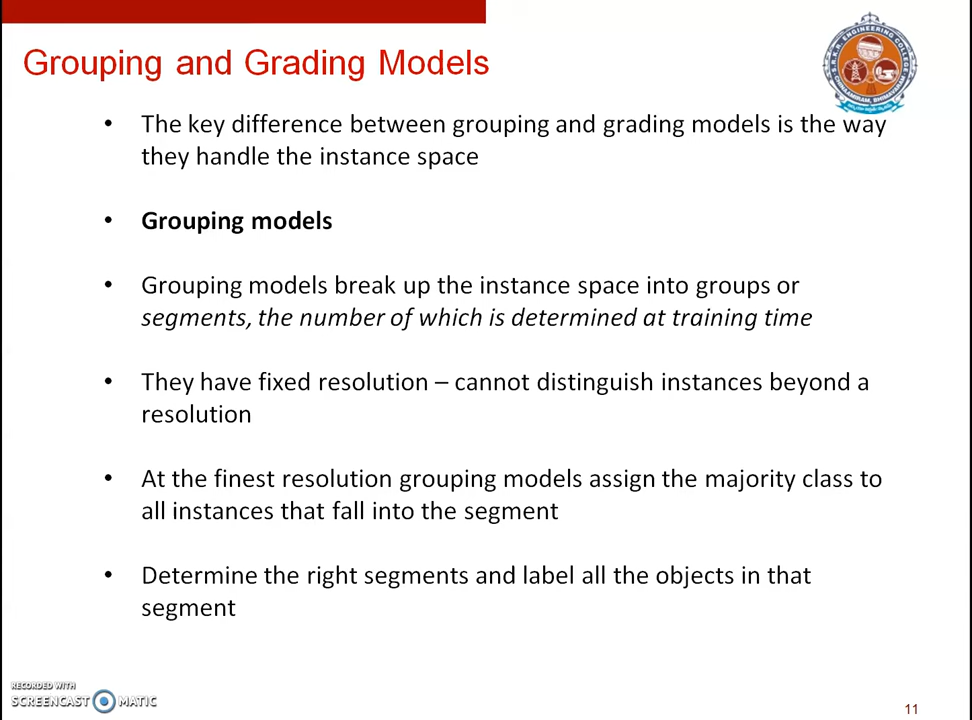 Grouping and Grading Models
S.R.K.R. ENGINEERING COLLEGE
CHINAAMIRAM, BHIMAVARAM
• The key difference between grouping and grading models is the way
they handle the instance space
• Grouping models
• Grouping models break up the instance space into groups or
segments, the number of which is determined at training time
• They have fixed resolution – cannot distinguish instances beyond a
resolution
• At the finest resolution grouping models assign the majority class to
all instances that fall into the segment
• Determine the right segments and label all the objects in that
segment
RECORDED WITH
SCREENCAST MATIC
11